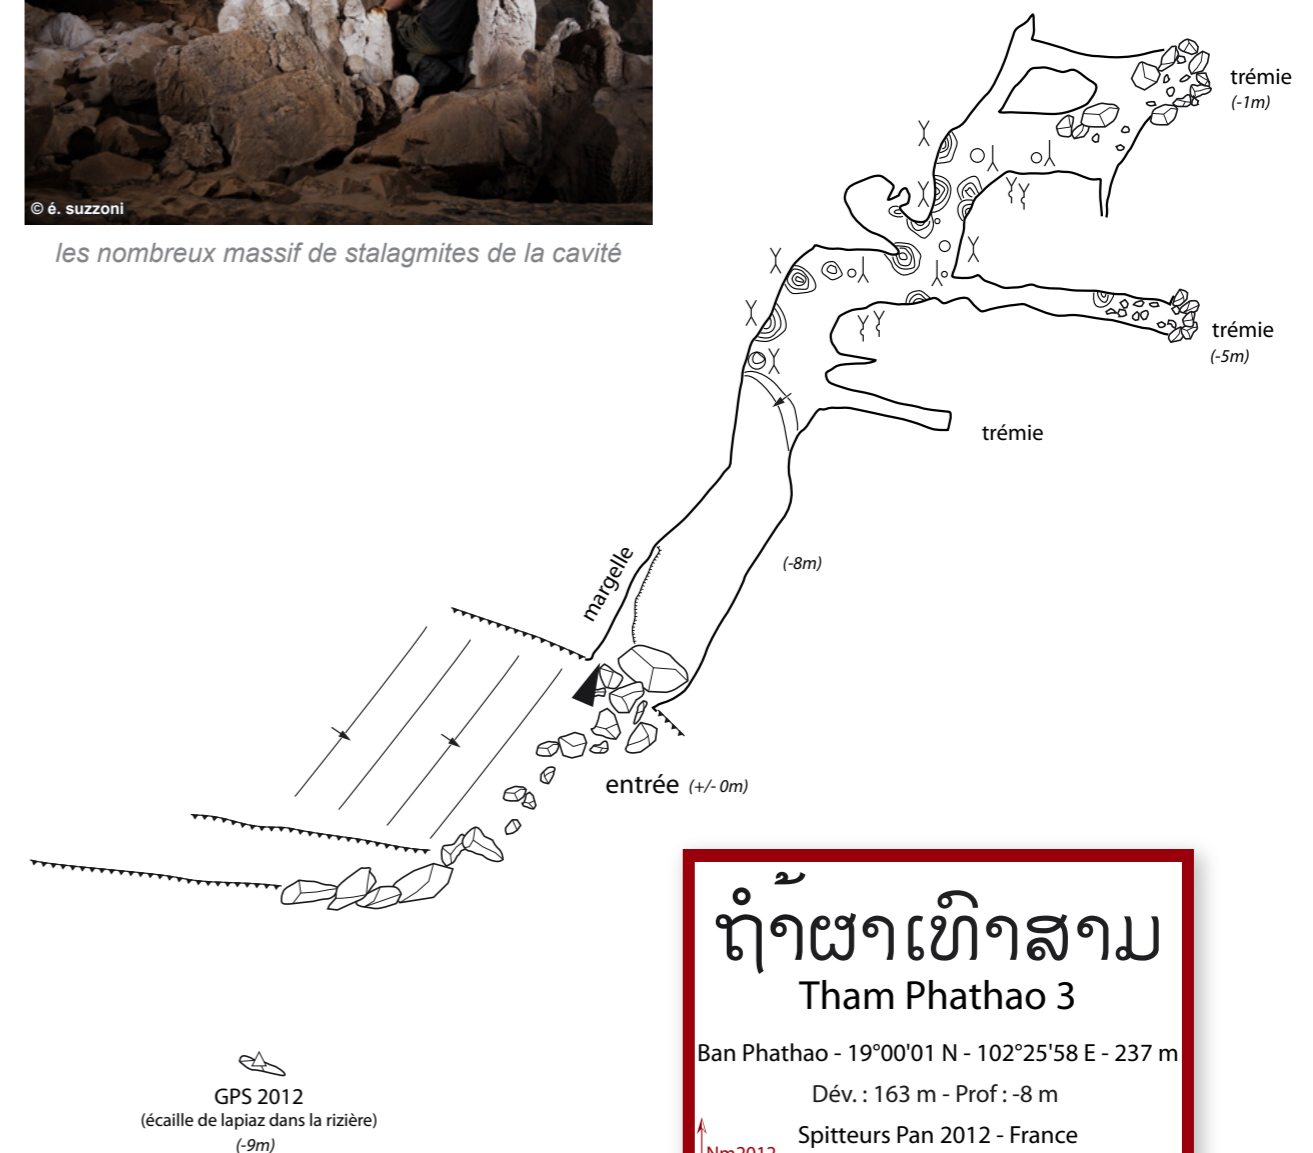 © é. suzzoni
les nombreux massif de stalagmites de la cavité
trémie
(-1m)
trémie
(-5m)
trémie
(-8m)
margelle
entrée (+/- 0m)
GPS 2012
(écaille de lapiaz dans la rizière)
(-9m)
ຖ້ຳຜາເທົາສາມ
Tham Phathao 3
Ban Phathao - 19°00'01 N - 102°25'58 E - 237 m
Dév. : 163 m - Prof : -8 m
Spitteurs Pan 2012 - France
Nm2012